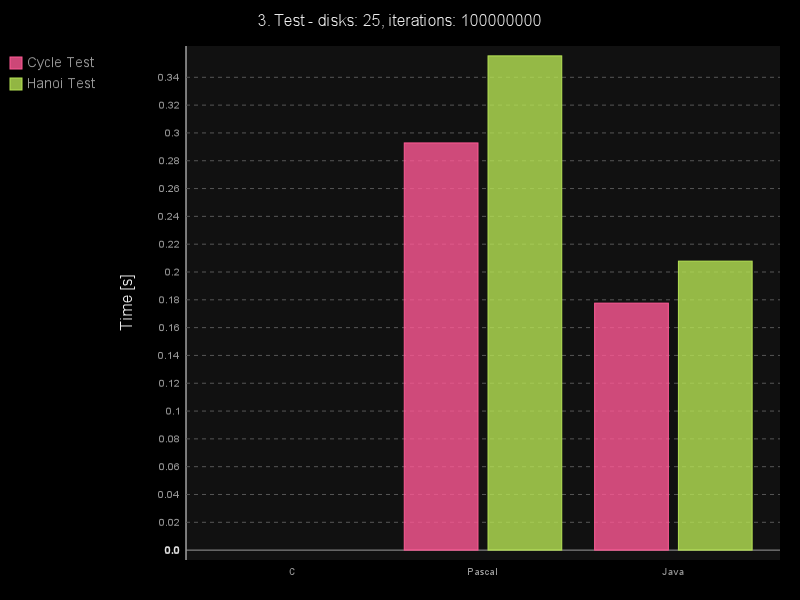 3. Test - disks: 25, iterations: 100000000
Cycle Test
Hanoi Test
Time [s]
0.34
0.32
0.3
0.28
0.26
0.24
0.22
0.2
0.18
0.16
0.14
0.12
0.1
0.08
0.06
0.04
0.02
0.0
C
Pascal
Java